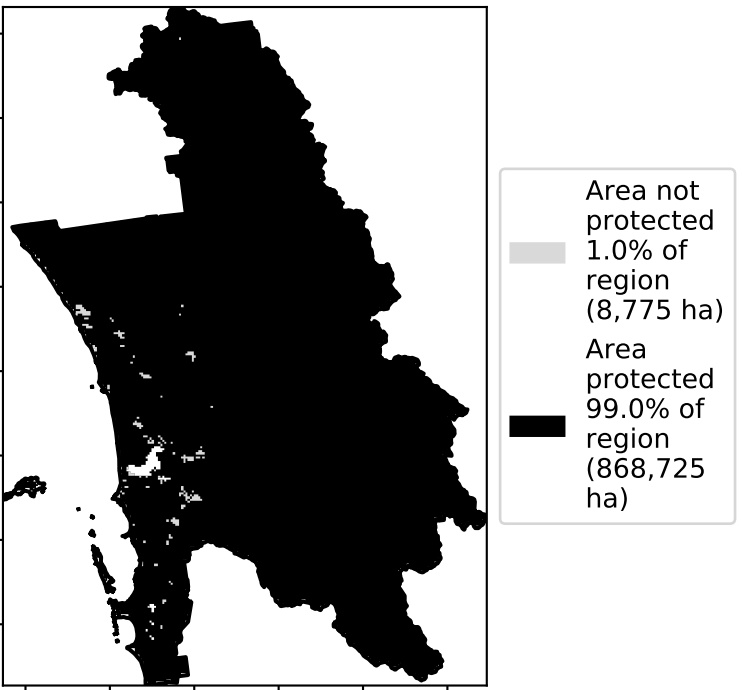 Area not
protected
1.0% of
region
(8,775 ha)
Area
protected
99.0% of
region
(868,725
ha)